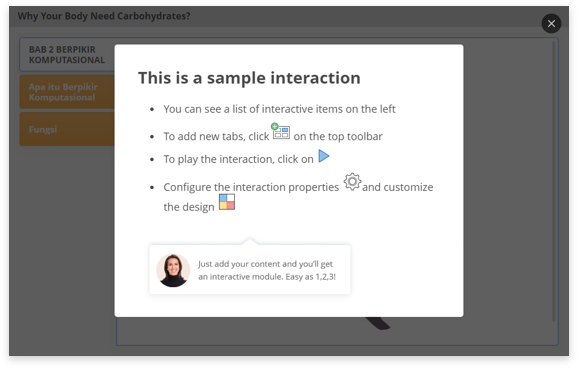 Why Your Body Need Carbohydrates?
BAB 2 BERPIKIR
KOMPUTASIONAL
Apa itu Berpikir
Komputasional
Fungsi
This is a sample interaction
• You can see a list of interactive items on the left
• To add new tabs, click on the top toolbar
• To play the interaction, click on
• Configure the interaction properties and customize
the design
Just add your content and you'll get
an interactive module. Easy as 1,2,3!